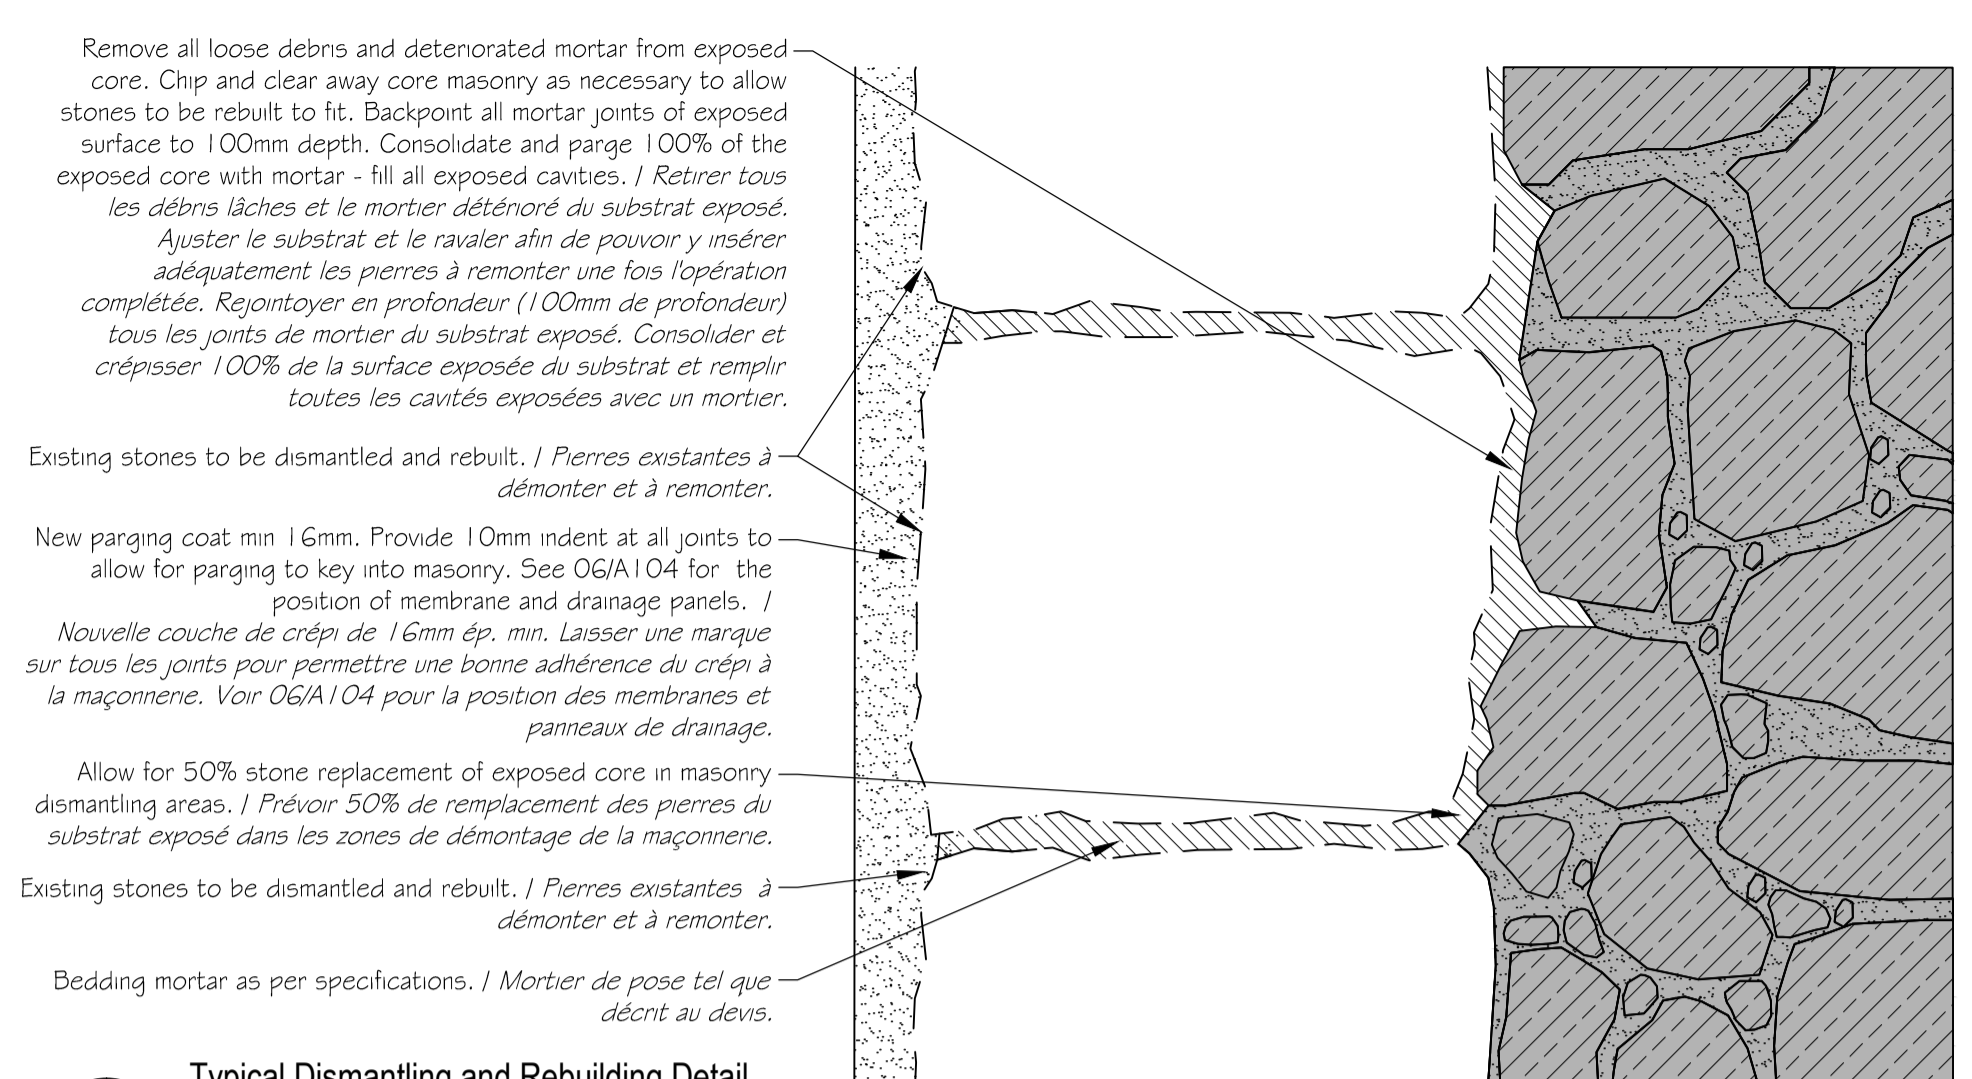 Remove all loose debris and deteriorated mortar from exposed
core. Chip and clear away core masonry as necessary to allow
stones to be rebuilt to fit. Backpoint all mortar joints of exposed
surface to 100mm depth. Consolidate and parge 100% of the
exposed core with mortar - fill all exposed cavities. / Retirer tous
les débris lâches et le mortier détérioré du substrat exposé.
Ajuster le substrat et le ravaler afin de pouvoir y insérer
adéquatement les pierres à remonter une fois l'opération
complétée. Rejointoyer en profondeur (100mm de profondeur)
tous les joints de mortier du substrat exposé. Consolider et
crépisser 100% de la surface exposée du substrat et remplir
toutes les cavités exposées avec un mortier.
Existing stones to be dismantled and rebuilt. / Pierres existantes à
démonter et à remonter.
New parging coat min 16mm. Provide 10mm indent at all joints to
allow for parging to key into masonry. See 06/A104 for the
position of membrane and drainage panels. /
Nouvelle couche de crépi de 16mm ép. min. Laisser une marque
sur tous les joints pour permettre une bonne adhérence du crépi à
la maçonnerie. Voir 06/A104 pour la position des membranes et
panneaux de drainage.
Allow for 50% stone replacement of exposed core in masonry
dismantling areas. / Prévoir 50% de remplacement des pierres du
substrat exposé dans les zones de démontage de la maçonnerie.
Existing stones to be dismantled and rebuilt. / Pierres existantes à
démonter et à remonter.
Bedding mortar as per specifications. / Mortier de pose tel que
décrit au devis.
Typical Dismantling and Rebuilding Detail